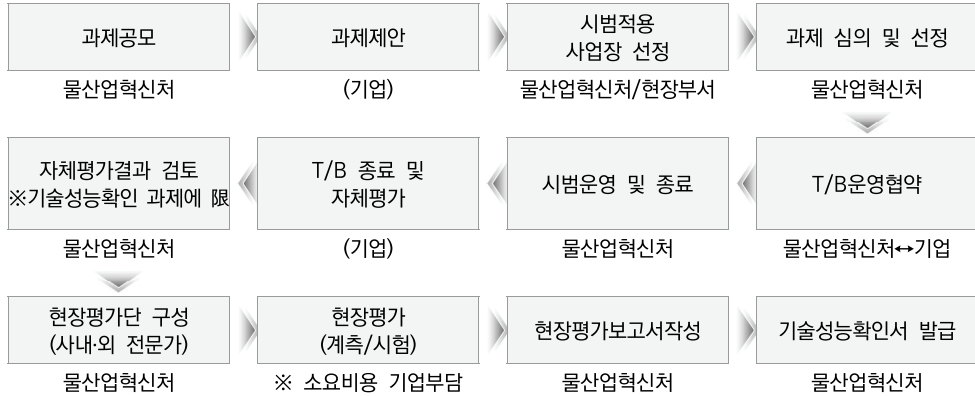 과제공모
물산업혁신처
과제제안
(기업)
시범적용
사업장 선정
물산업혁신처/현장부서
과제 심의 및 선정
물산업혁신처
T/B운영협약
물산업혁신처↔기업
시범운영 및 종료
물산업혁신처
T/B 종료 및
자체평가
(기업)
자체평가결과 검토
※기술성능확인 과제에 限
물산업혁신처
현장평가단 구성
(사내·외 전문가)
물산업혁신처
현장평가
(계측/시험)
※ 소요비용 기업부담
현장평가보고서작성
물산업혁신처
기술성능확인서 발급
물산업혁신처